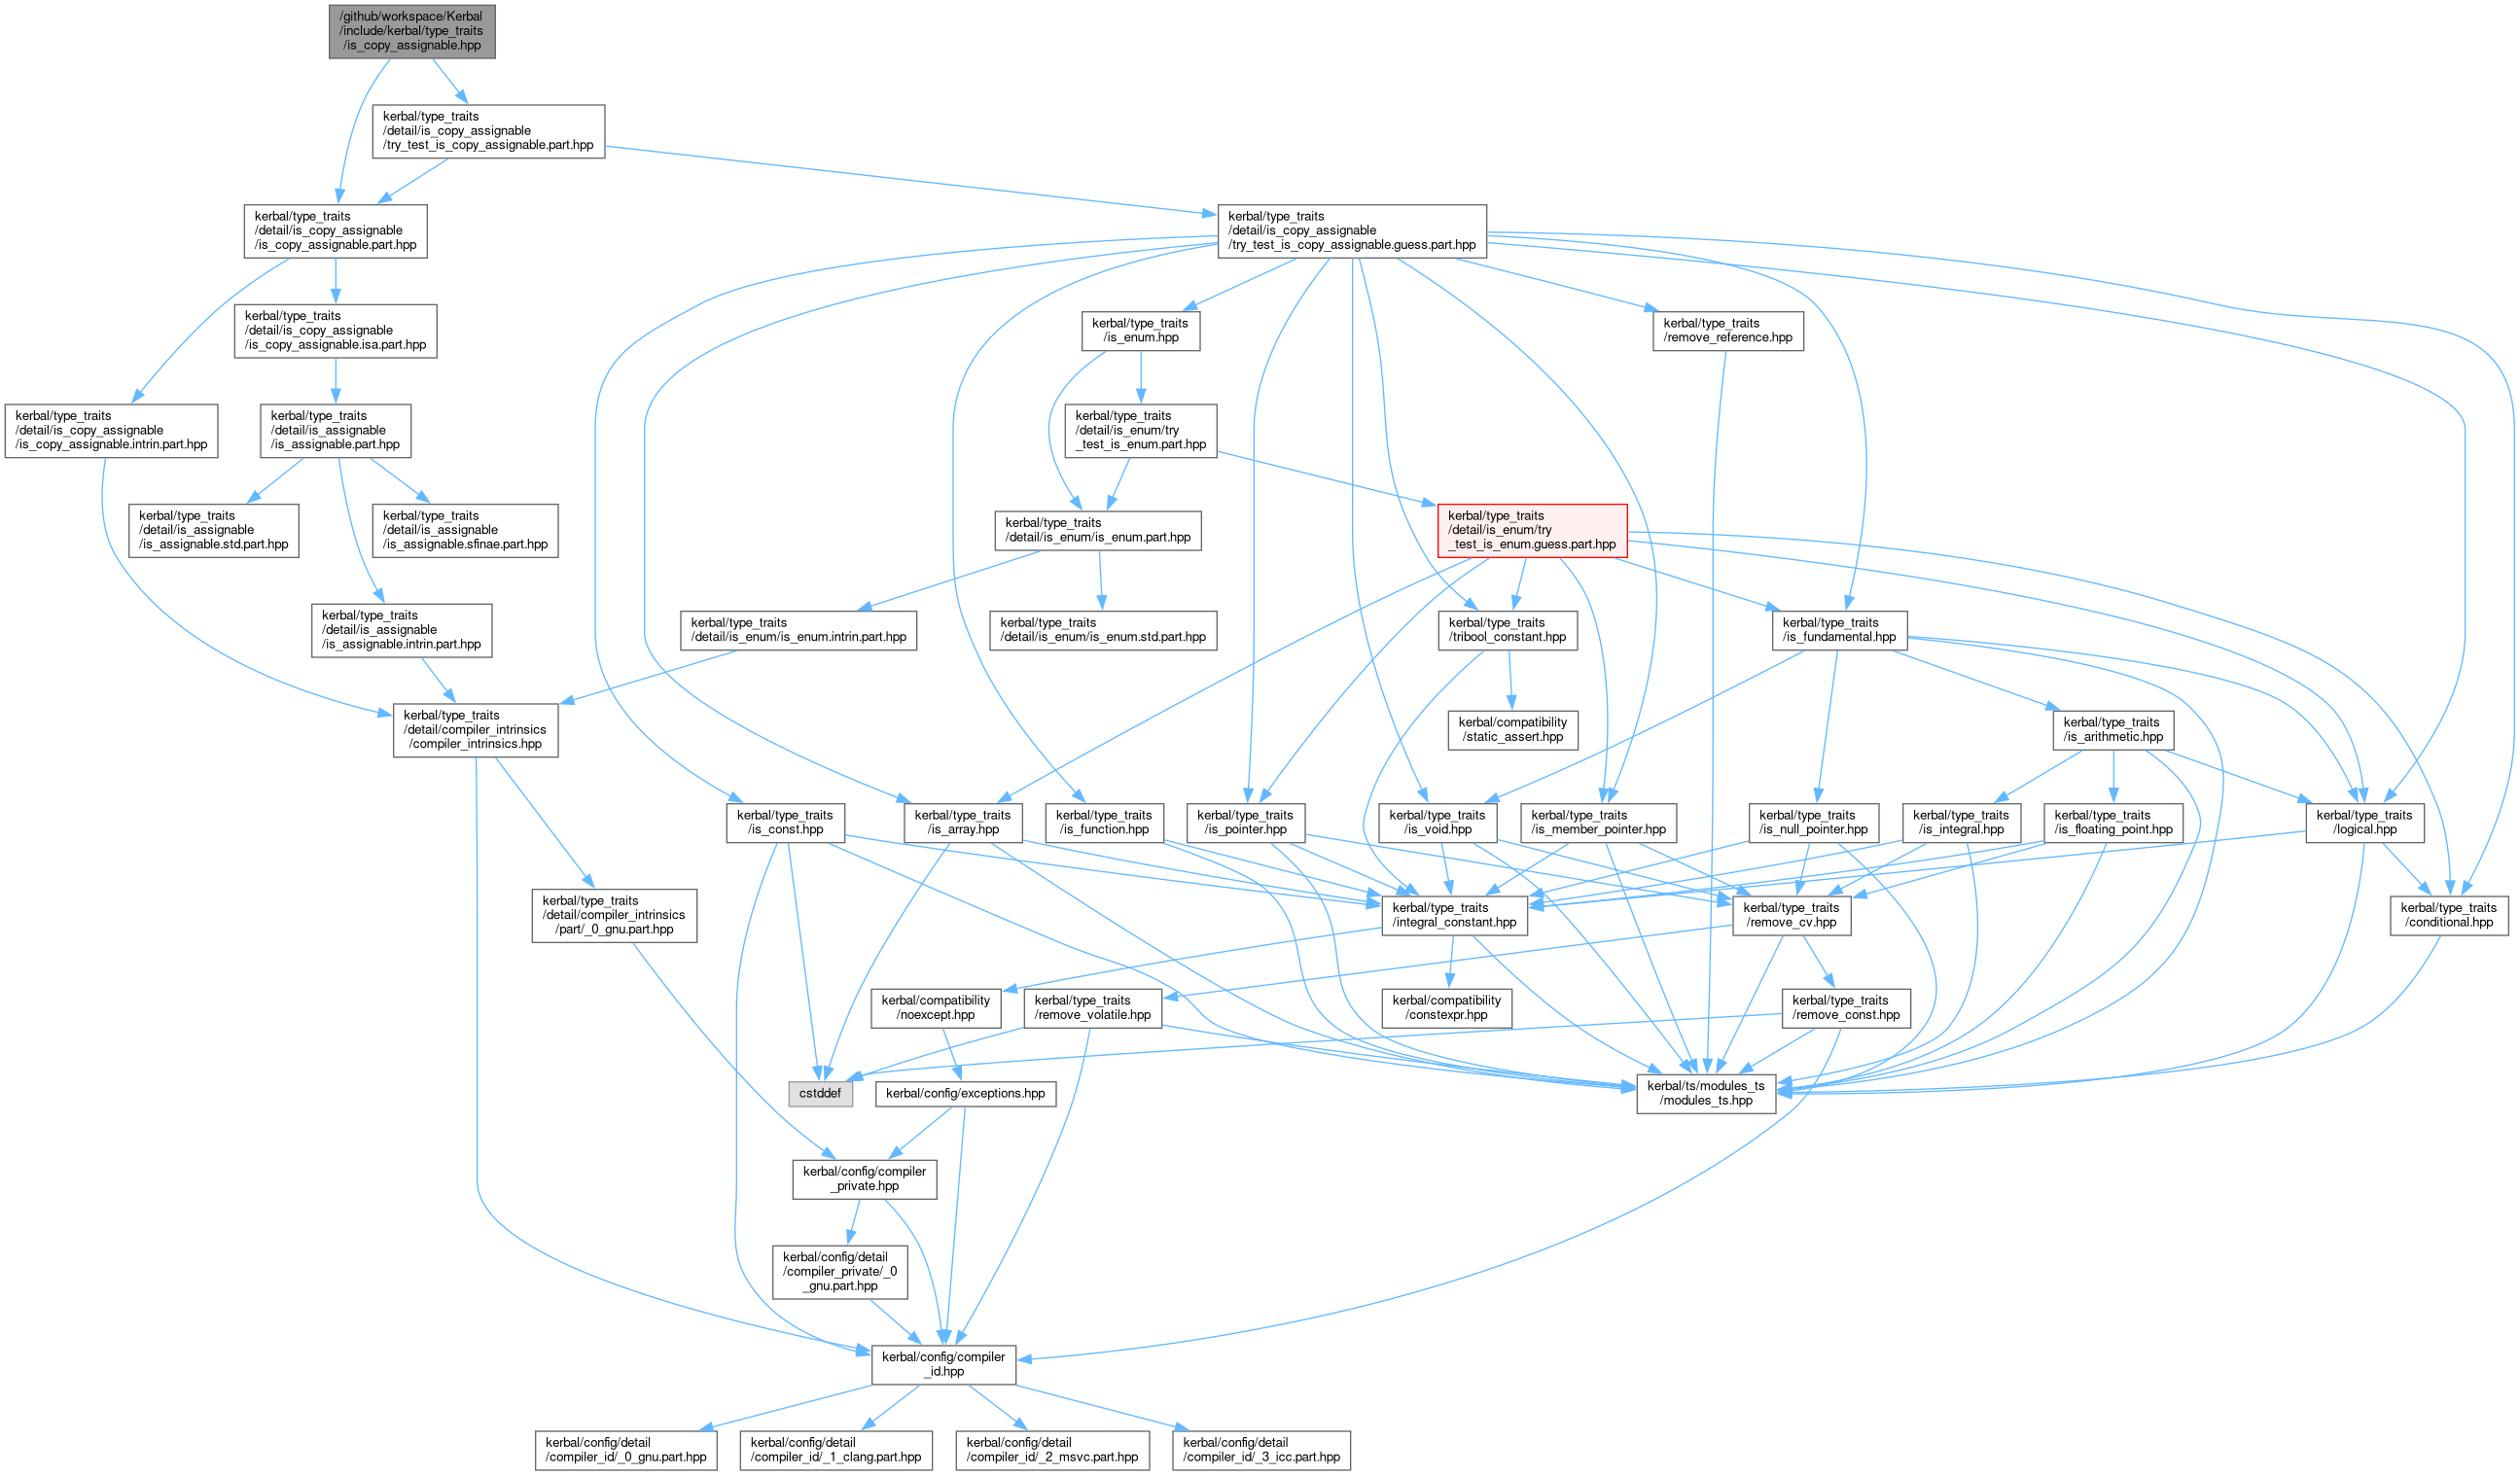 /github/workspace/Kerbal
/include/kerbal/type_traits
/is_copy_assignable.hpp
kerbal/type_traits
/detail/is_copy_assignable
/try_test_is_copy_assignable.part.hpp
kerbal/type_traits
/detail/is_copy_assignable
/is_copy_assignable.part.hpp
kerbal/type_traits
/detail/is_copy_assignable
/try_test_is_copy_assignable.guess.part.hpp
kerbal/type_traits
/detail/is_copy_assignable
/is_copy_assignable.isa.part.hpp
kerbal/type_traits
/is_enum.hpp
kerbal/type_traits
/remove_reference.hpp
kerbal/type_traits
/detail/is_copy_assignable
/is_copy_assignable.intrin.part.hpp
kerbal/type_traits
/detail/is_assignable
/is_assignable.part.hpp
kerbal/type_traits
/detail/is_enum/try
_test_is_enum.part.hpp
kerbal/type_traits
/detail/is_assignable
/is_assignable.std.part.hpp
kerbal/type_traits
/detail/is_assignable
/is_assignable.sfinae.part.hpp
kerbal/type_traits
/detail/is_enum/is_enum.part.hpp
kerbal/type_traits
/detail/is_enum/try
_test_is_enum.guess.part.hpp
kerbal/type_traits
/detail/is_assignable
/is_assignable.intrin.part.hpp
kerbal/type_traits
/detail/is_enum/is_enum.intrin.part.hpp
kerbal/type_traits
/detail/is_enum/is_enum.std.part.hpp
kerbal/type_traits
/tribool_constant.hpp
kerbal/type_traits
/is_fundamental.hpp
kerbal/type_traits
/detail/compiler_intrinsics
/compiler_intrinsics.hpp
kerbal/compatibility
/static_assert.hpp
kerbal/type_traits
/is_arithmetic.hpp
kerbal/type_traits
/is_const.hpp
kerbal/type_traits
/is_array.hpp
kerbal/type_traits
/is_function.hpp
kerbal/type_traits
/is_pointer.hpp
kerbal/type_traits
/is_void.hpp
kerbal/type_traits
/is_member_pointer.hpp
kerbal/type_traits
/is_null_pointer.hpp
kerbal/type_traits
/is_integral.hpp
kerbal/type_traits
/is_floating_point.hpp
kerbal/type_traits
/logical.hpp
kerbal/type_traits
/detail/compiler_intrinsics
/part/_0_gnu.part.hpp
kerbal/type_traits
/integral_constant.hpp
kerbal/type_traits
/remove_cv.hpp
kerbal/type_traits
/conditional.hpp
kerbal/compatibility
/noexcept.hpp
kerbal/type_traits
/remove_volatile.hpp
kerbal/compatibility
/constexpr.hpp
kerbal/type_traits
/remove_const.hpp
cstddef
kerbal/config/exceptions.hpp
kerbal/ts/modules_ts
/modules_ts.hpp
kerbal/config/compiler
_private.hpp
kerbal/config/detail
/compiler_private/_0
_gnu.part.hpp
kerbal/config/compiler
_id.hpp
kerbal/config/detail
/compiler_id/_0_gnu.part.hpp
kerbal/config/detail
/compiler_id/_1_clang.part.hpp
kerbal/config/detail
/compiler_id/_2_msvc.part.hpp
kerbal/config/detail
/compiler_id/_3_icc.part.hpp